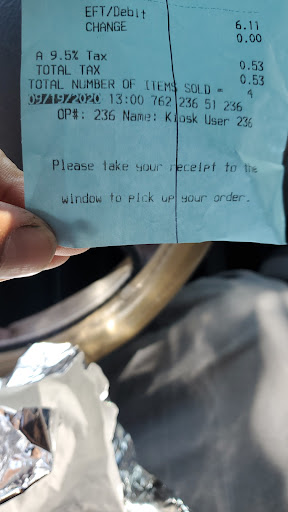 EFT/Debit 6.11
CHANGE 0.00
A 9.5% Tax 0.53
TOTAL TAX 0.53
TOTAL NUMBER OF ITEMS SOLD = 4
09/19/2020 13:00 762 236 51 236
OP#: 236 Name: Kiosk User 236
Please take your receipt to the
window to pick up your order.